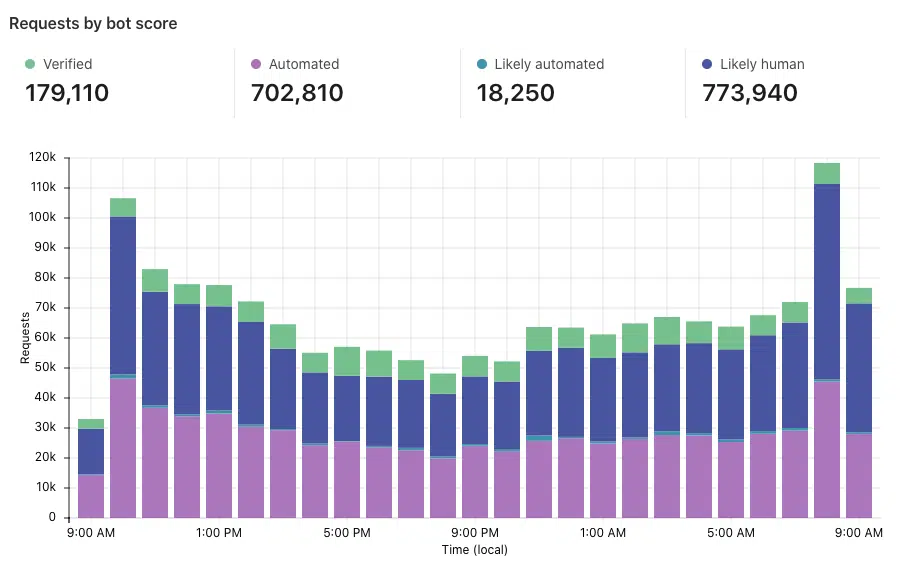 Requests by bot score
Verified
179,110
Automated
702,810
Likely automated
18,250
Likely human
773,940
120k
110k
100k
90k
80k
70k
60k
50k
40k
30k
20k
10k
0
Requests
9:00 AM
1:00 PM
5:00 PM
9:00 PM
1:00 AM
5:00 AM
9:00 AM
Time (local)